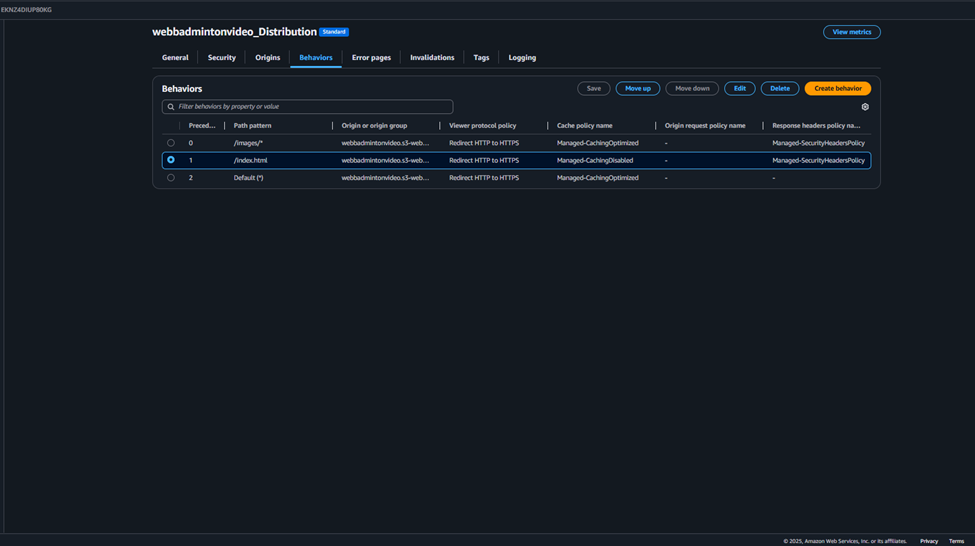 EKNZ4DIUP80KG
webbadmintonvideo_Distribution Standard View metrics
General Security Origins Behaviors Error pages Invalidations Tags Logging
Behaviors Save Move up Move down Edit Delete Create behavior
Filter behaviors by property or value
Preced... Path pattern Origin or origin group Viewer protocol policy Cache policy name Origin request policy name Response headers policy na...
0 /images/* webbadmintonvideo.s3-web... Redirect HTTP to HTTPS Managed-CachingOptimized - Managed-SecurityHeadersPolicy
1 /index.html webbadmintonvideo.s3-web... Redirect HTTP to HTTPS Managed-CachingDisabled - Managed-SecurityHeadersPolicy
2 Default (*) webbadmintonvideo.s3-web... Redirect HTTP to HTTPS Managed-CachingOptimized - -
© 2025, Amazon Web Services, Inc. or its affiliates. Privacy Terms